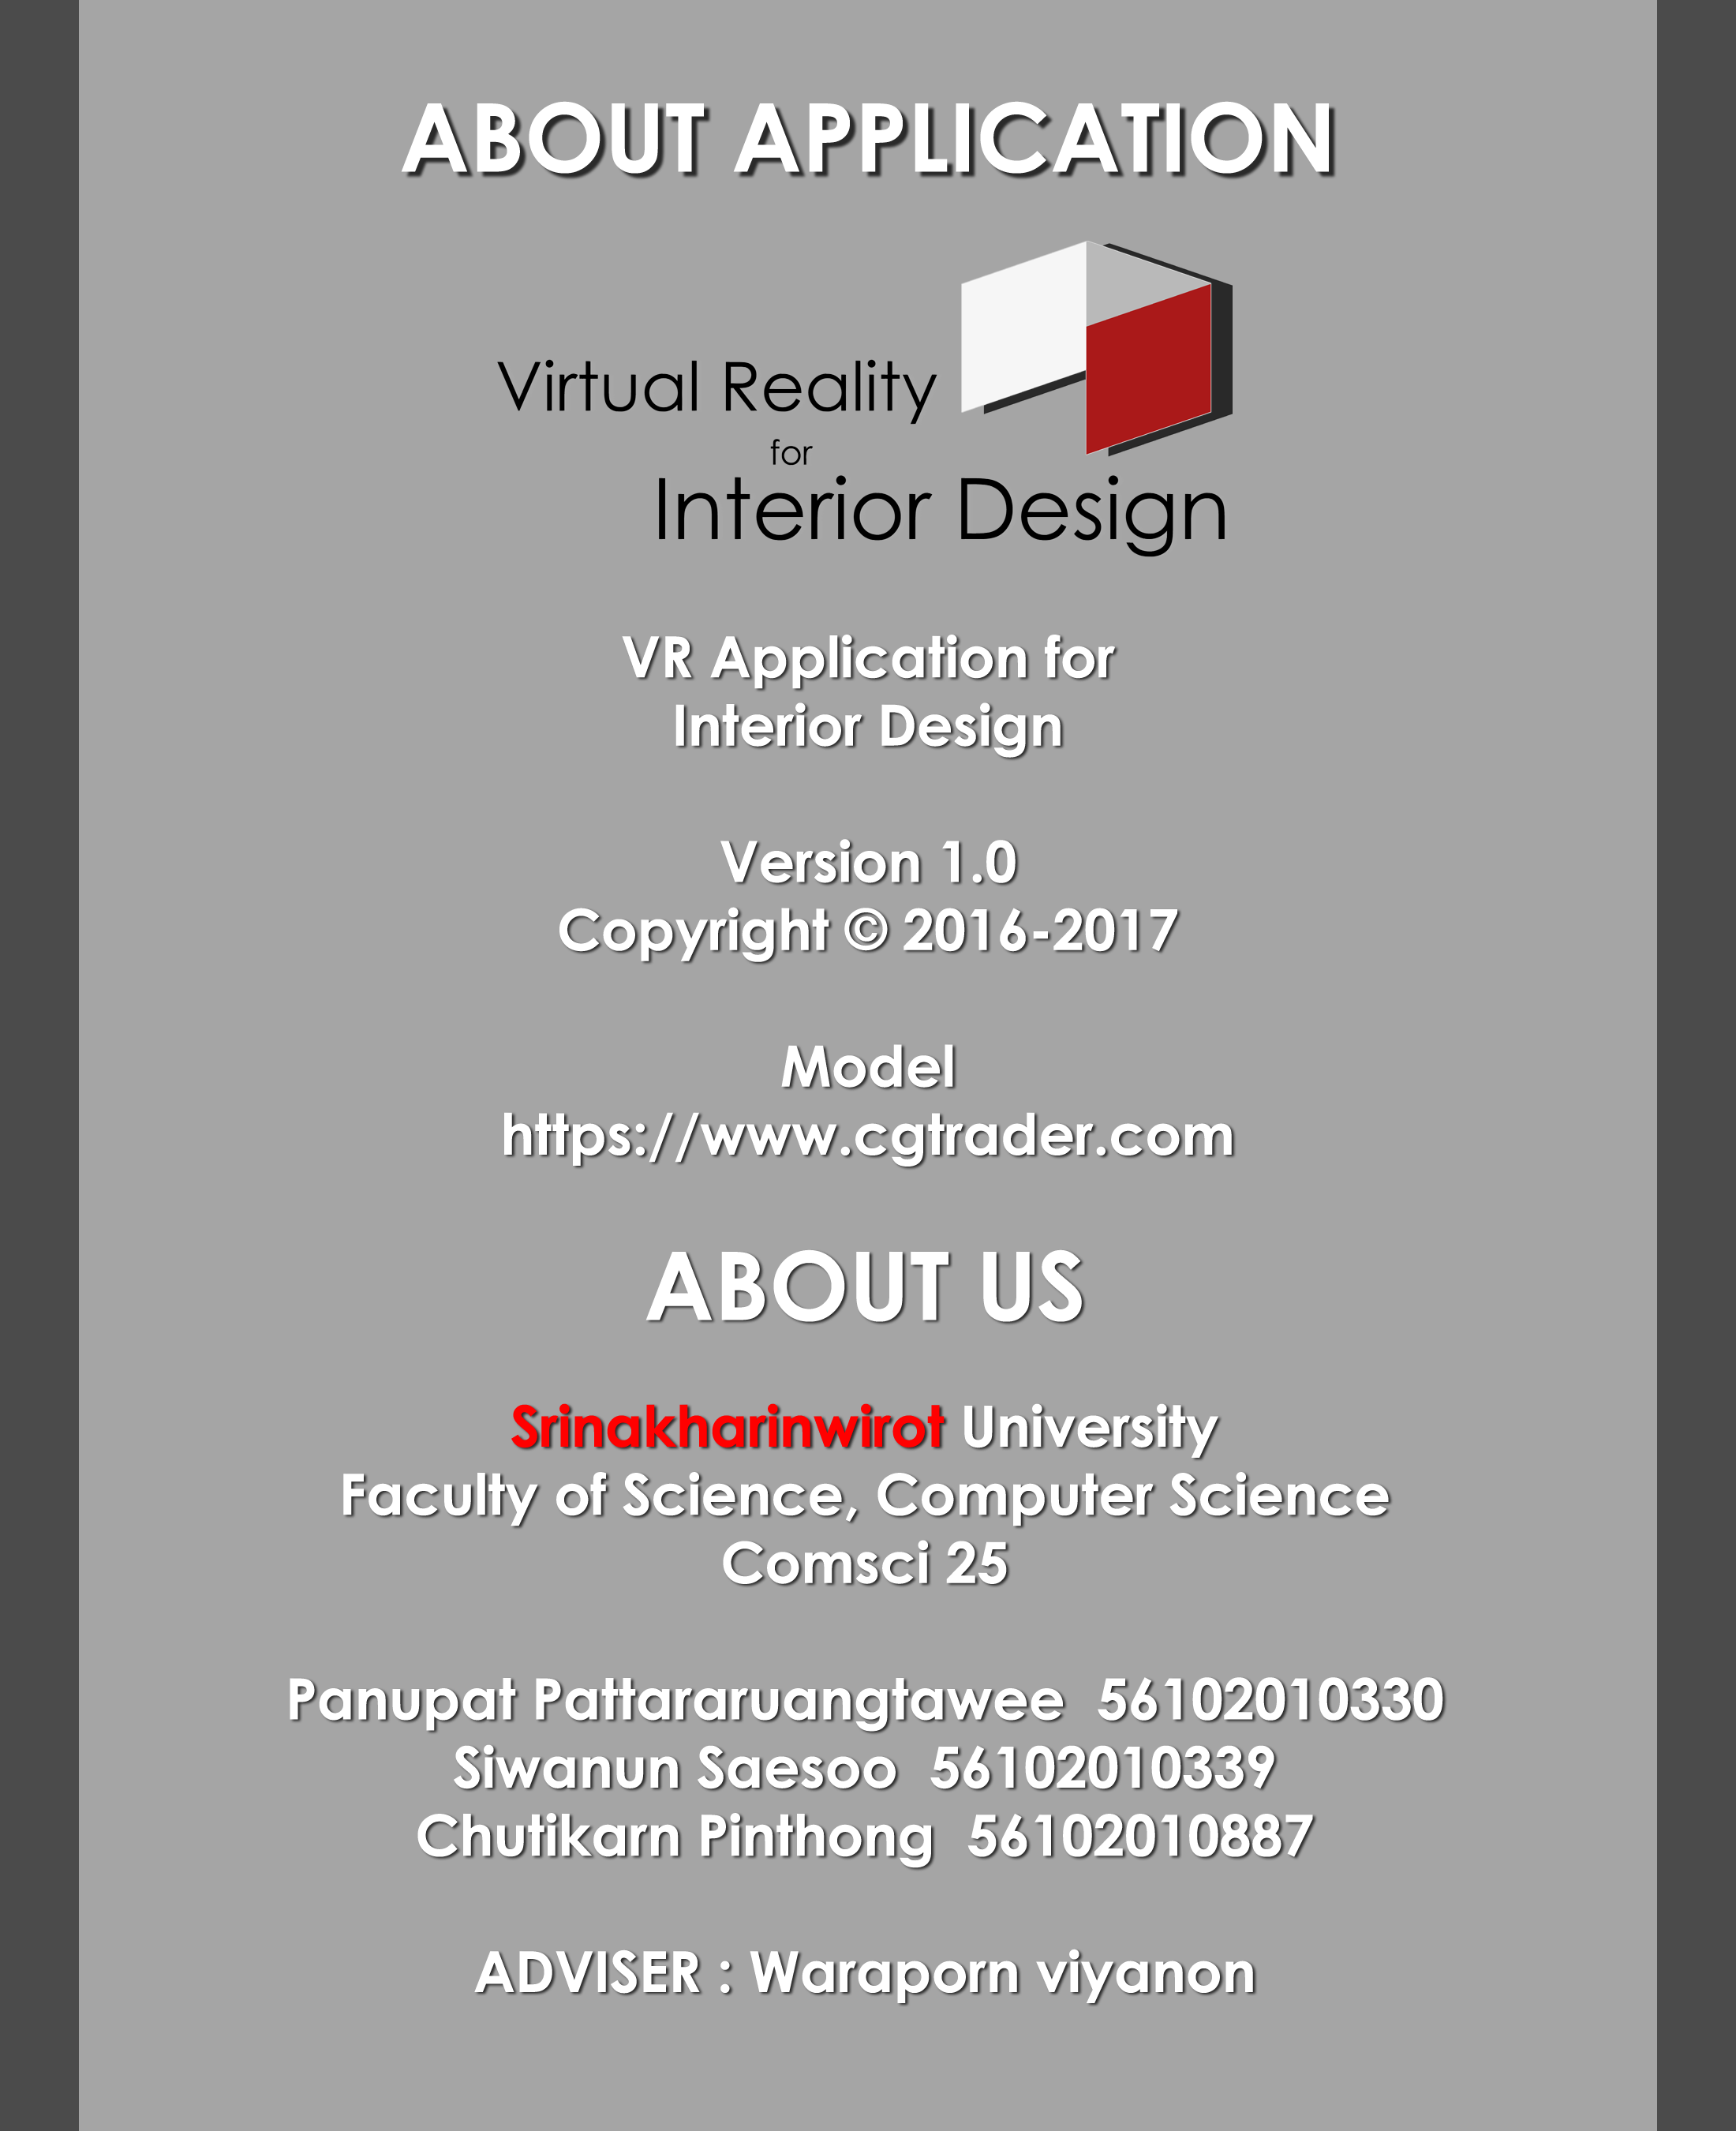 ABOUT APPLICATION
Virtual Reality
for
Interior Design
VR Application for
Interior Design
Version 1.0
Copyright © 2016-2017
Model
https://www.cgtrader.com
ABOUT US
Srinakharinwirot University
Faculty of Science, Computer Science
Comsci 25
Panupat Pattararuangtawee 56102010330
Siwanun Saesoo 56102010339
Chutikarn Pinthong 56102010887
ADVISER : Waraporn viyanon